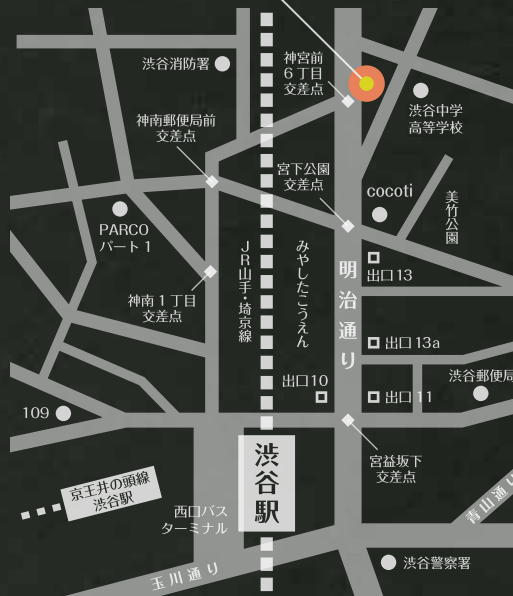 渋谷消防署
神宮前
6丁目
交差点
渋谷中学
高等学校
神南郵便局前
交差点
宮下公園
交差点
cocoti
美竹公園
PARCO
パート1
JR山手・埼京線
みやしたこうえん
明治通り
出口13
神南1丁目
交差点
出口13a
渋谷郵便局
出口10
出口11
109
渋谷駅
宮益坂下
交差点
京王井の頭線
渋谷駅
西口バス
ターミナル
青山通り
玉川通り
渋谷警察署